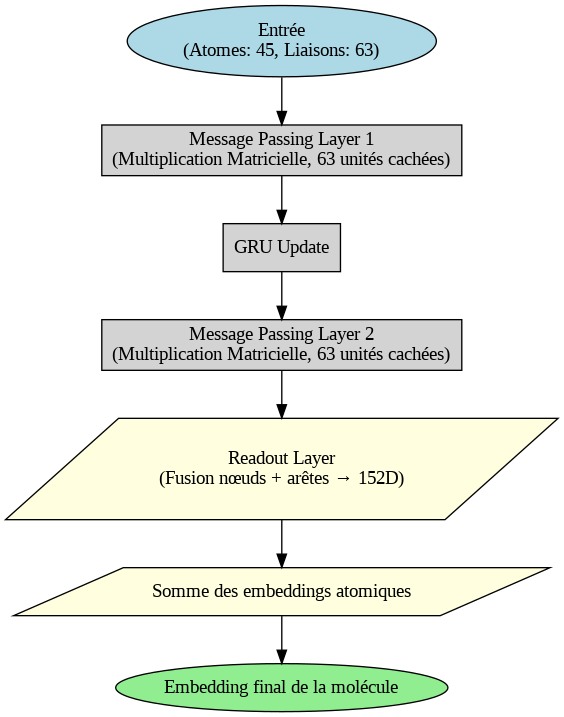 Entrée
(Atomes: 45, Liaisons: 63)
Message Passing Layer 1
(Multiplication Matricielle, 63 unités cachées)
GRU Update
Message Passing Layer 2
(Multiplication Matricielle, 63 unités cachées)
Readout Layer
(Fusion nœuds + arêtes → 152D)
Somme des embeddings atomiques
Embedding final de la molécule